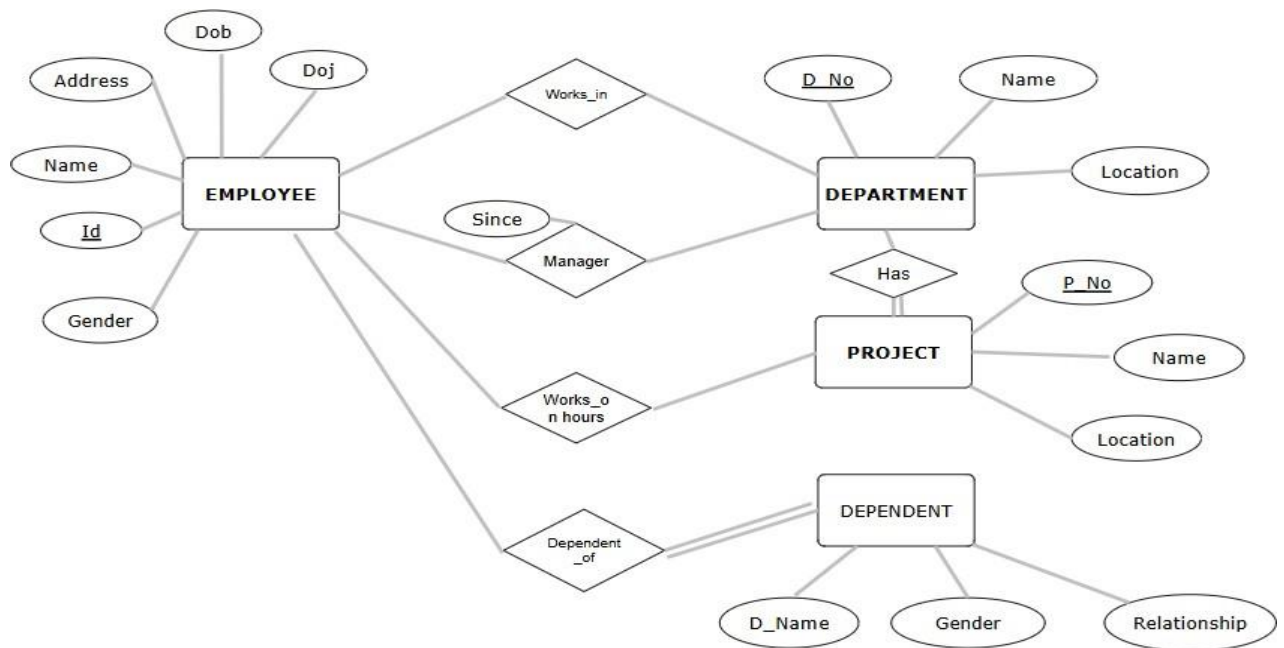 Dob
Doj
Address
Name
Id
Gender
EMPLOYEE
Works_in
Since
Manager
Works_o
n hours
Dependent
_of
D_No
Name
Location
DEPARTMENT
Has
P_No
PROJECT
Name
Location
DEPENDENT
D_Name
Gender
Relationship